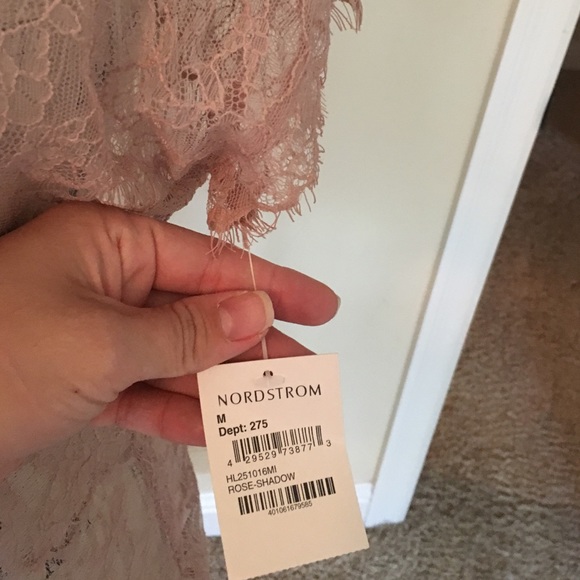 NORDSTROM
M
Dept: 275
4 29529 73877 3
HL251016MI
ROSE-SHADOW
401061679585